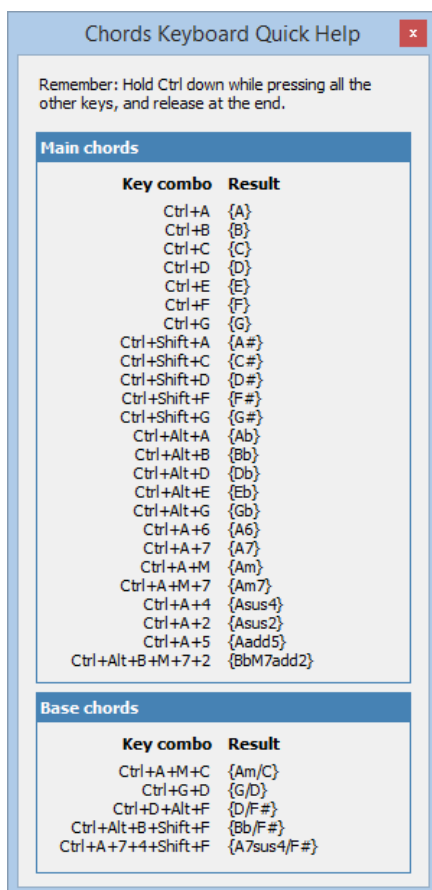 Chords Keyboard Quick Help
x
Remember: Hold Ctrl down while pressing all the
other keys, and release at the end.
Main chords
Key combo Result
Ctrl+A {A}
Ctrl+B {B}
Ctrl+C {C}
Ctrl+D {D}
Ctrl+E {E}
Ctrl+F {F}
Ctrl+G {G}
Ctrl+Shift+A {A#}
Ctrl+Shift+C {C#}
Ctrl+Shift+D {D#}
Ctrl+Shift+F {F#}
Ctrl+Shift+G {G#}
Ctrl+Alt+A {Ab}
Ctrl+Alt+B {Bb}
Ctrl+Alt+D {Db}
Ctrl+Alt+E {Eb}
Ctrl+Alt+G {Gb}
Ctrl+A+6 {A6}
Ctrl+A+7 {A7}
Ctrl+A+M {Am}
Ctrl+A+M+7 {Am7}
Ctrl+A+4 {Asus4}
Ctrl+A+2 {Asus2}
Ctrl+A+5 {Aadd5}
Ctrl+Alt+B+M+7+2 {BbM7add2}
Base chords
Key combo Result
Ctrl+A+M+C {Am/C}
Ctrl+G+D {G/D}
Ctrl+D+Alt+F {D/F#}
Ctrl+Alt+B+Shift+F {Bb/F#}
Ctrl+A+7+4+Shift+F {A7sus4/F#}